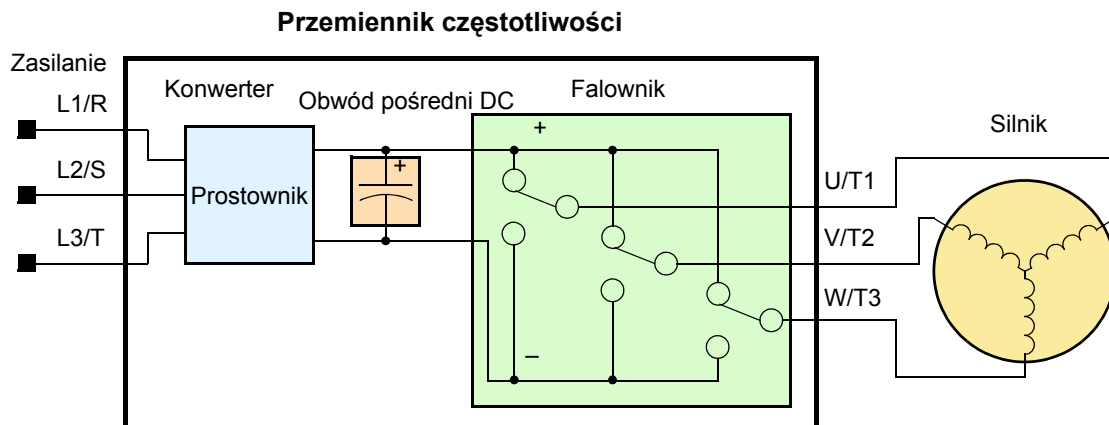 Przemiennik częstotliwości
Zasilanie
L1/R
L2/S
L3/T
Konwerter
Prostownik
Obwód pośredni DC
+
Falownik
+
–
U/T1
V/T2
W/T3
Silnik